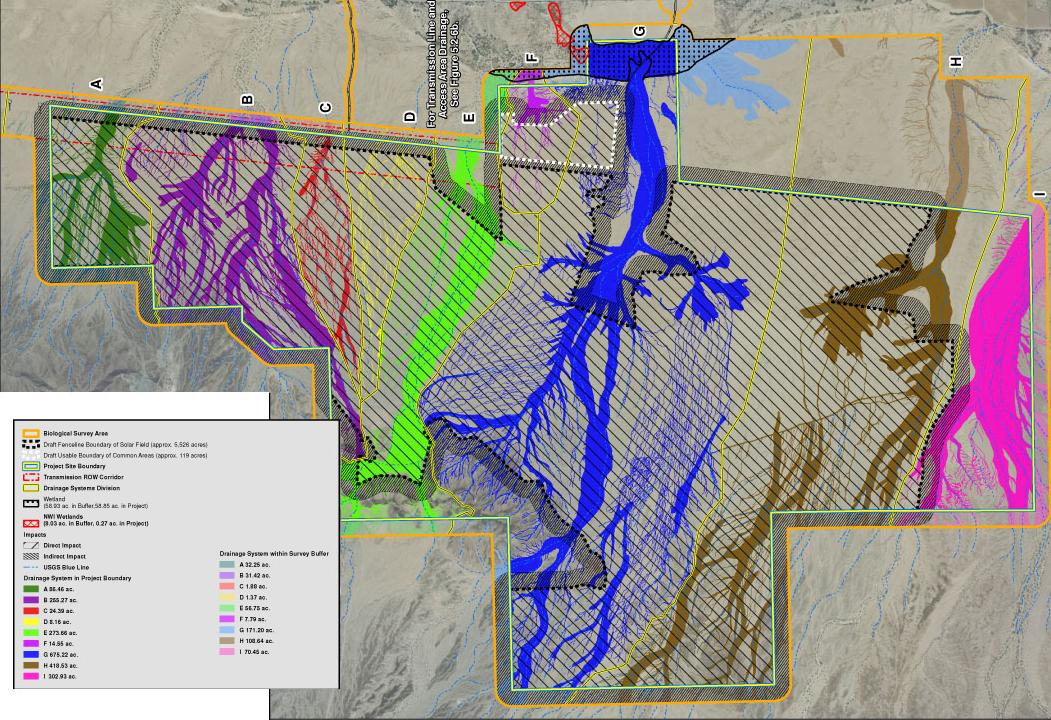 A
B
C
D
For Transmission Line and
Access Area Drainage,
See Figure 5.2-6b.
E
F
G
H
I
Biological Survey Area
Draft Fenceline Boundary of Solar Field (approx. 5,526 acres)
Draft Usable Boundary of Common Areas (approx. 119 acres)
Project Site Boundary
Transmission ROW Corridor
Drainage Systems Division
Wetland
(58.93 ac. in Buffer,58.85 ac. in Project)
NWI Wetlands
(8.03 ac. in Buffer, 0.27 ac. in Project)
Impacts
Direct Impact
Indirect Impact
USGS Blue Line
Drainage System in Project Boundary
A 86.46 ac.
B 255.27 ac.
C 24.39 ac.
D 8.16 ac.
E 273.66 ac.
F 14.55 ac.
G 675.22 ac.
H 418.53 ac.
I 302.93 ac.
Drainage System within Survey Buffer
A 32.25 ac.
B 31.42 ac.
C 1.88 ac.
D 1.37 ac.
E 56.75 ac.
F 7.79 ac.
G 171.20 ac.
H 108.64 ac.
I 70.45 ac.